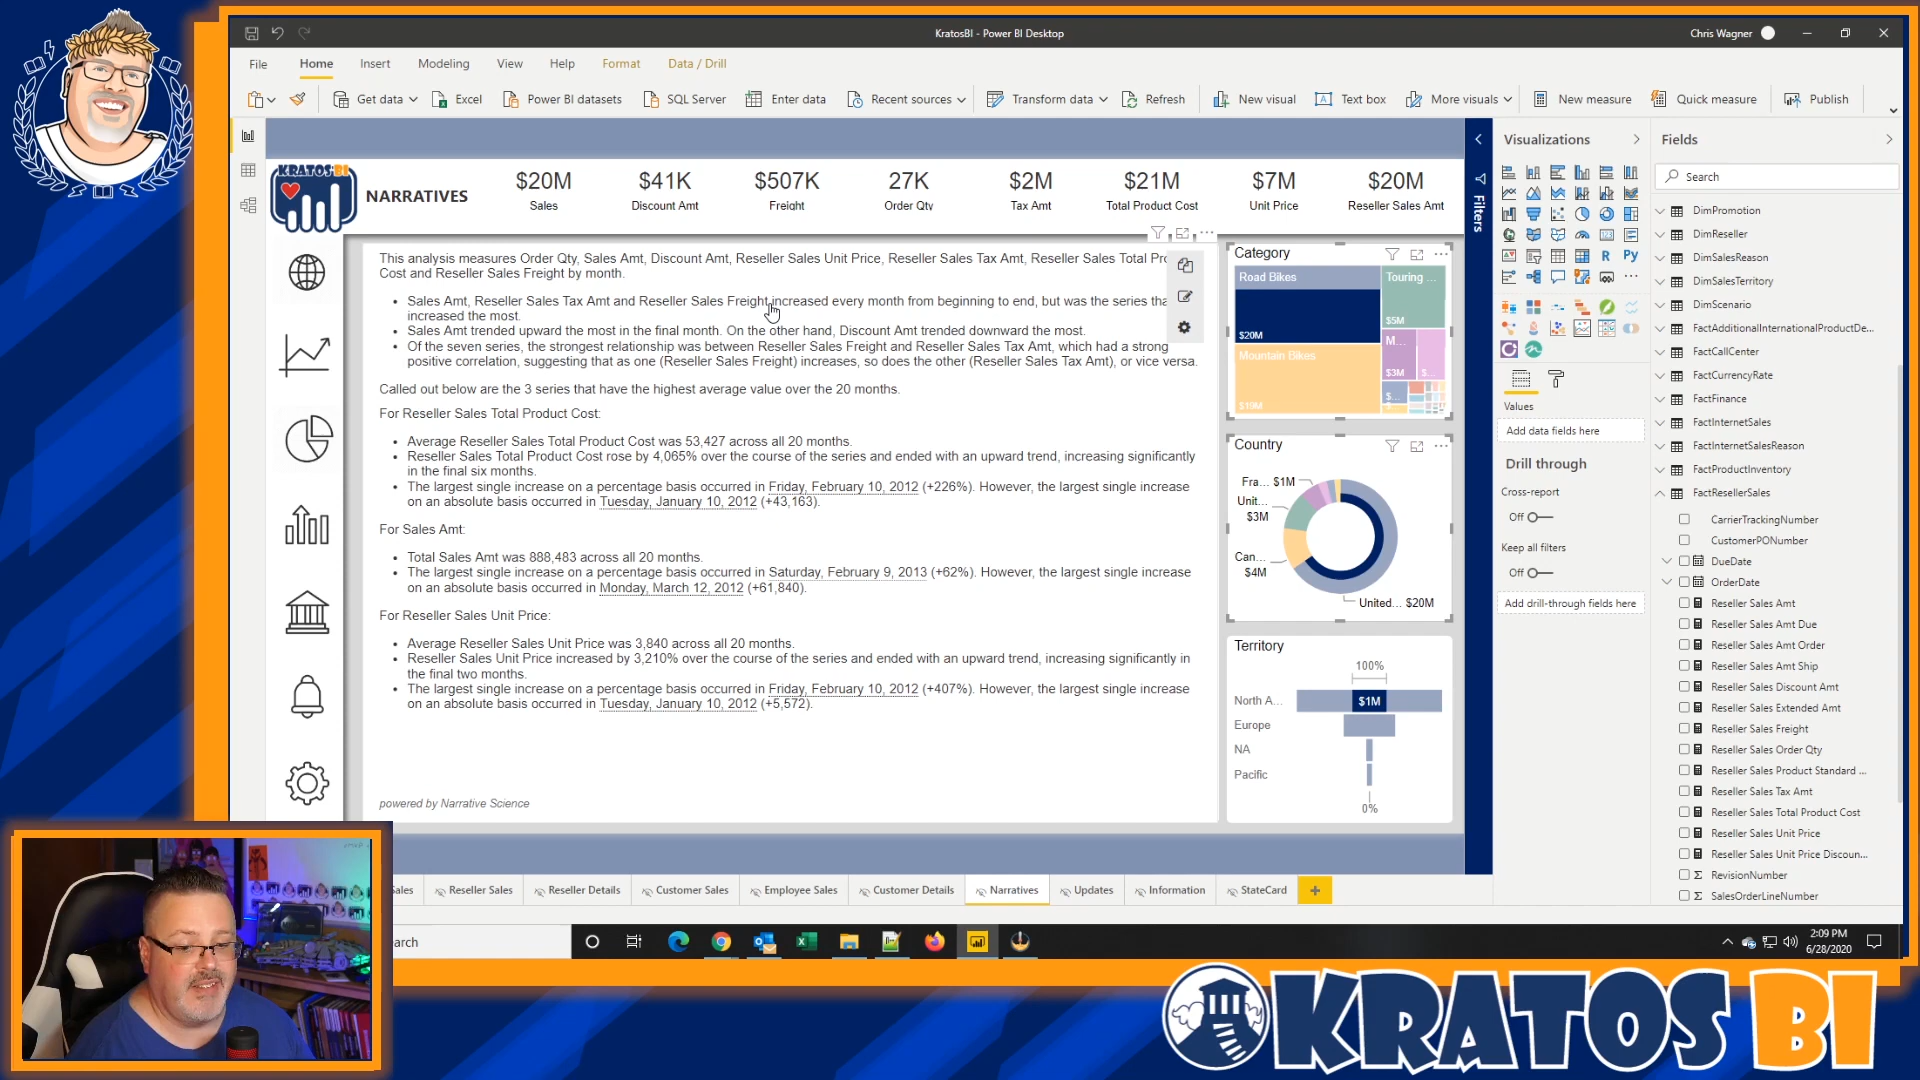 KratosBI - Power BI Desktop
Chris Wagner
File Home Insert Modeling View Help Format Data / Drill
Get data Excel Power BI datasets SQL Server Enter data Recent sources Transform data Refresh New visual Text box More visuals New measure Quick measure Publish
KRATOS BI
NARRATIVES
$20M $41K $507K 27K $2M $21M $7M $20M
Sales Discount Amt Freight Order Qty Tax Amt Total Product Cost Unit Price Reseller Sales Amt
This analysis measures Order Qty, Sales Amt, Discount Amt, Reseller Sales Unit Price, Reseller Sales Tax Amt, Reseller Sales Total
Cost and Reseller Sales Freight by month.
• Sales Amt, Reseller Sales Tax Amt and Reseller Sales Freight increased every month from beginning to end, but was the series
increased the most.
• Sales Amt trended upward the most in the final month. On the other hand, Discount Amt trended downward the most.
• Of the seven series, the strongest relationship was between Reseller Sales Freight and Reseller Sales Tax Amt, which had a strong
positive correlation, suggesting that as one (Reseller Sales Freight) increases, so does the other (Reseller Sales Tax Amt), or vice versa.
Called out below are the 3 series that have the highest average value over the 20 months.
For Reseller Sales Total Product Cost:
• Average Reseller Sales Total Product Cost was 53,427 across all 20 months.
• Reseller Sales Total Product Cost rose by 4,065% over the course of the series and ended with an upward trend, increasing significantly
in the final six months.
• The largest single increase on a percentage basis occurred in Friday, February 10, 2012 (+226%). However, the largest single increase
on an absolute basis occurred in Tuesday, January 10, 2012 (+43,163).
For Sales Amt:
• Total Sales Amt was 888,483 across all 20 months.
• The largest single increase on a percentage basis occurred in Saturday, February 9, 2013 (+62%). However, the largest single increase
on an absolute basis occurred in Monday, March 12, 2012 (+61,840).
For Reseller Sales Unit Price:
• Average Reseller Sales Unit Price was 3,840 across all 20 months.
• Reseller Sales Unit Price increased by 3,210% over the course of the series and ended with an upward trend, increasing significantly in
the final two months.
• The largest single increase on a percentage basis occurred in Friday, February 10, 2012 (+407%). However, the largest single increase
on an absolute basis occurred in Tuesday, January 10, 2012 (+5,572).
powered by Narrative Science
Category
Road Bikes
Touring ...
$5M
$20M
M...
Mountain Bikes
$3M
$...
$...
$19M
Country
Fra... $1M
Unit...
$3M
Can...
$4M
United... $20M
Territory
100%
North A...
$1M
Europe
NA
Pacific
0%
Filters
Visualizations
R Py
Values
Add data fields here
Drill through
Cross-report
Off
Keep all filters
Off
Add drill-through fields here
Fields
Search
DimPromotion
DimReseller
DimSalesReason
DimSalesTerritory
DimScenario
FactAdditionalInternationalProductDe...
FactCallCenter
FactCurrencyRate
FactFinance
FactInternetSales
FactInternetSalesReason
FactProductInventory
FactResellerSales
CarrierTrackingNumber
CustomerPONumber
DueDate
OrderDate
Reseller Sales Amt
Reseller Sales Amt Due
Reseller Sales Amt Order
Reseller Sales Amt Ship
Reseller Sales Discount Amt
Reseller Sales Extended Amt
Reseller Sales Freight
Reseller Sales Order Qty
Reseller Sales Product Standard ...
Reseller Sales Tax Amt
Reseller Sales Total Product Cost
Reseller Sales Unit Price
Reseller Sales Unit Price Discoun...
RevisionNumber
SalesOrderLineNumber
ales Reseller Sales Reseller Details Customer Sales Employee Sales Customer Details Narratives Updates Information StateCard +
arch
2:09 PM
6/28/2020
KRATOS BI